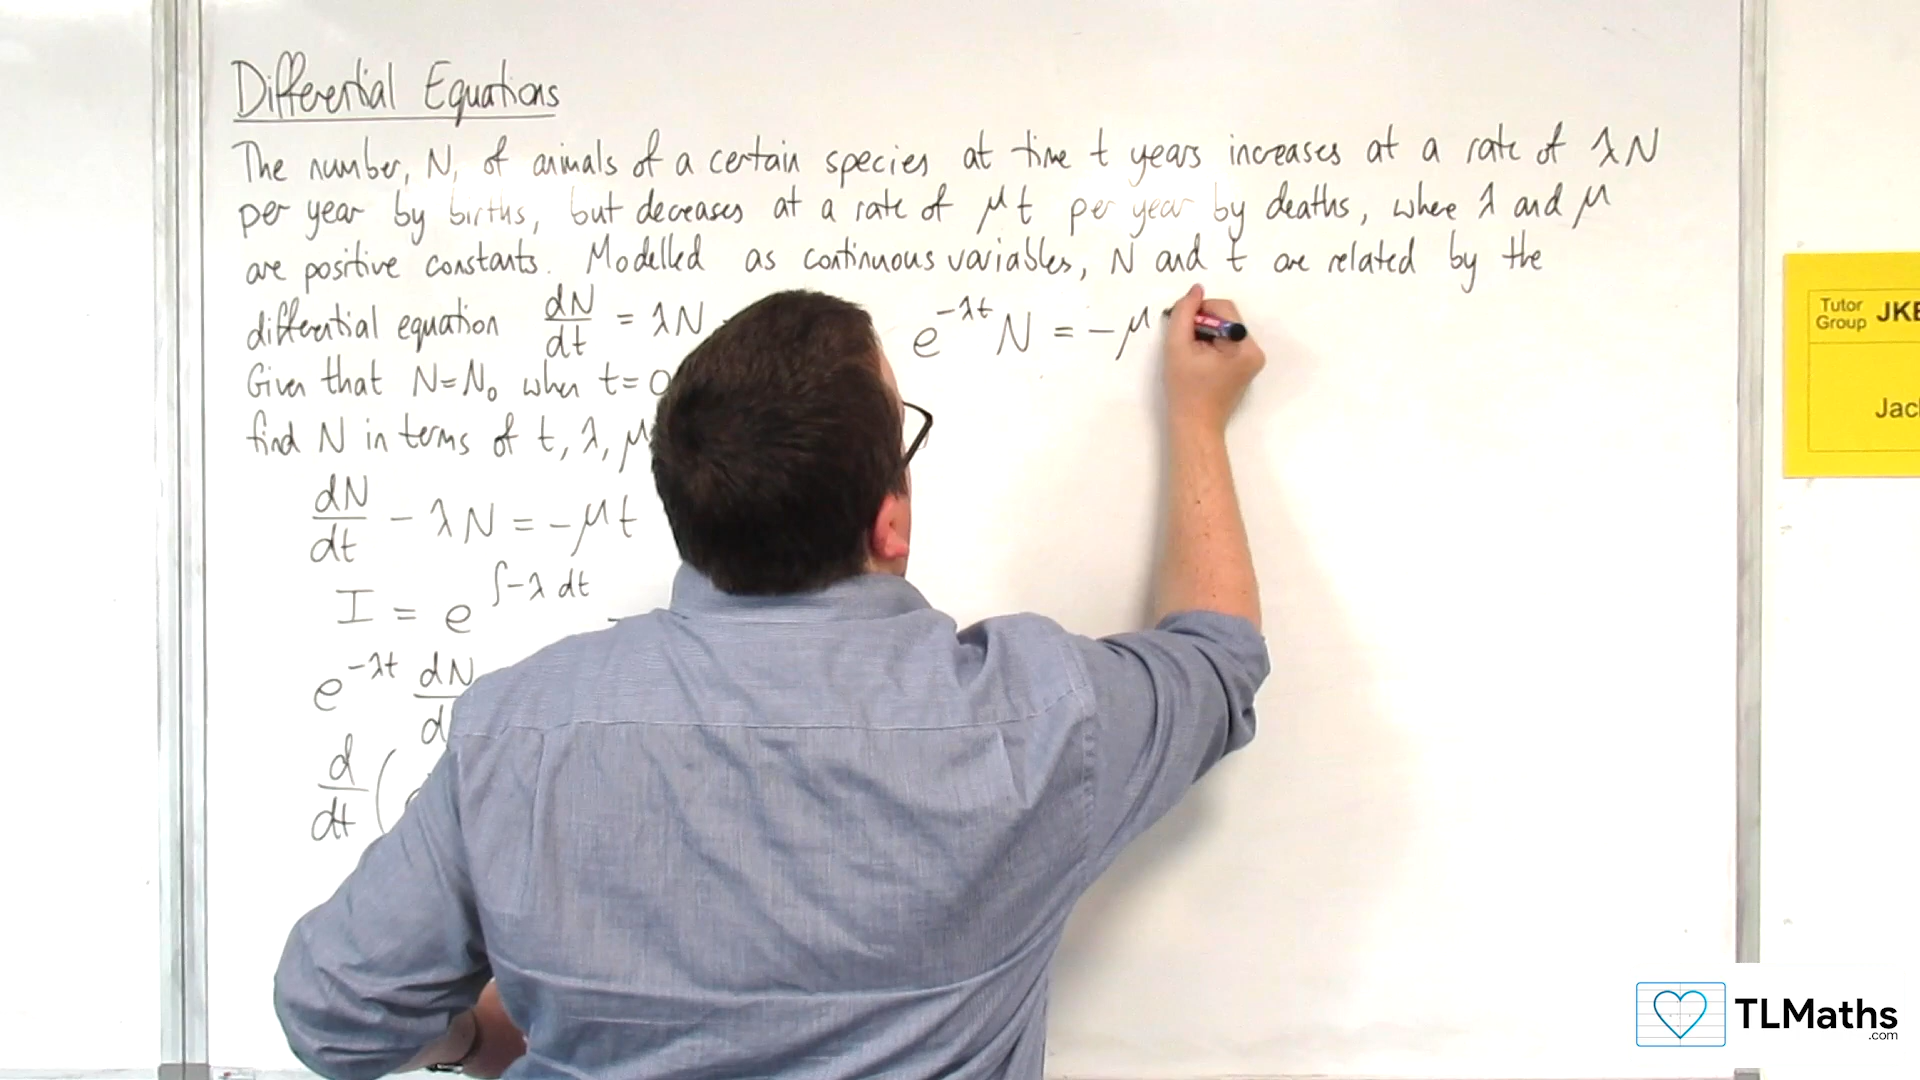 Differential Equations
The number, N, of animals of a certain species at time t years increases at a rate of λN
per year by births, but decreases at a rate of μt per year by deaths, where λ and μ
are positive constants. Modelled as continuous variables, N and t are related by the
differential equation dN/dt = λN
Given that N=N₀ when t=0
find N in terms of t, λ, μ
dN/dt - λN = -μt
I = e^(∫-λ dt)
e^(-λt) dN
d/dt (
e^(-λt) N = -μ
Tutor Group JKE
Jac
TLMaths
.com